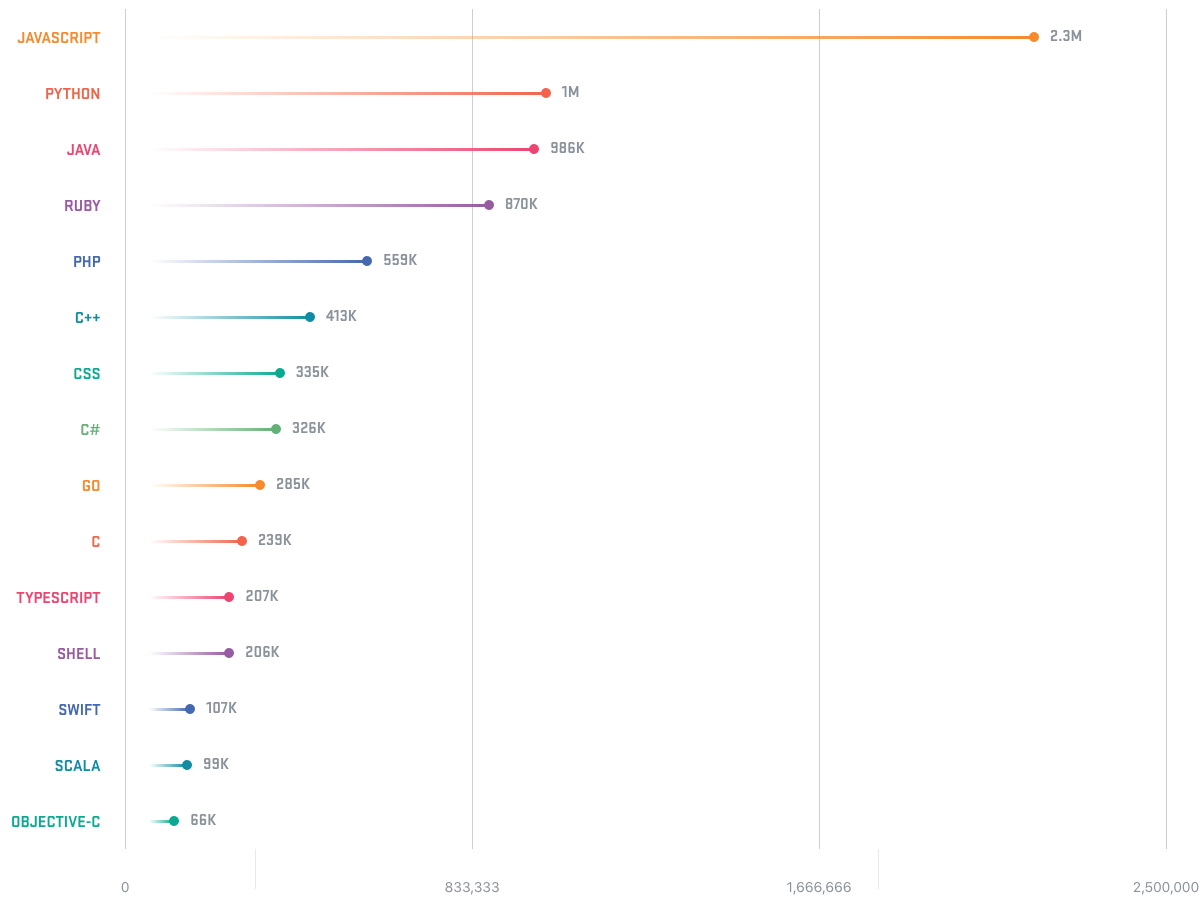 JAVASCRIPT 2.3M
PYTHON 1M
JAVA 986K
RUBY 870K
PHP 559K
C++ 413K
CSS 335K
C# 326K
GO 285K
C 239K
TYPESCRIPT 207K
SHELL 206K
SWIFT 107K
SCALA 99K
OBJECTIVE-C 66K
0 833,333 1,666,666 2,500,000